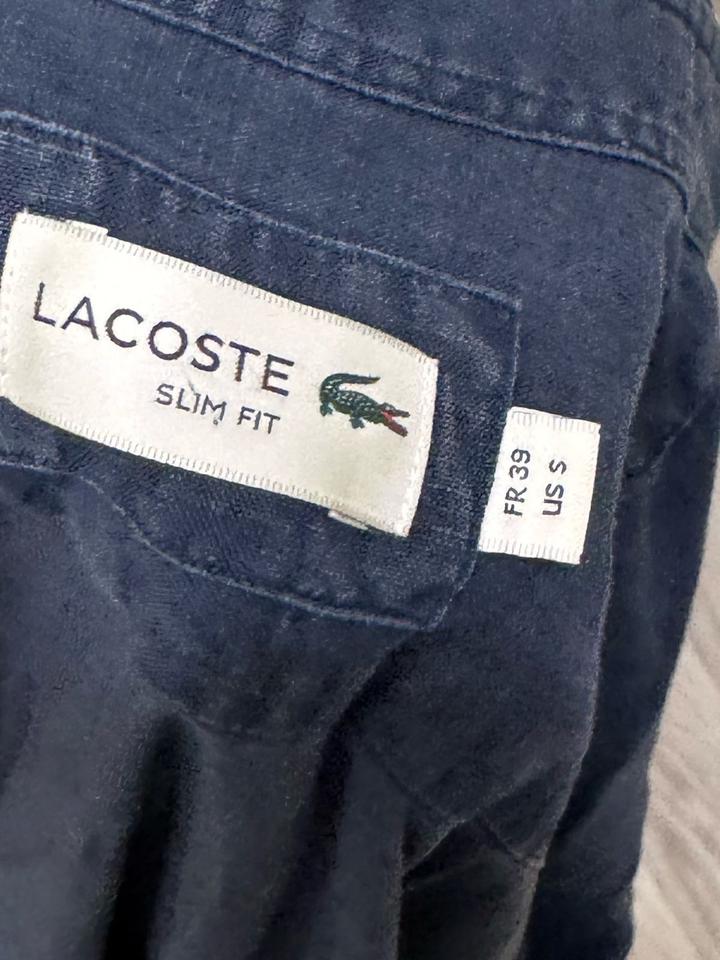 LACOSTE
SLIM FIT
FR 39
US S